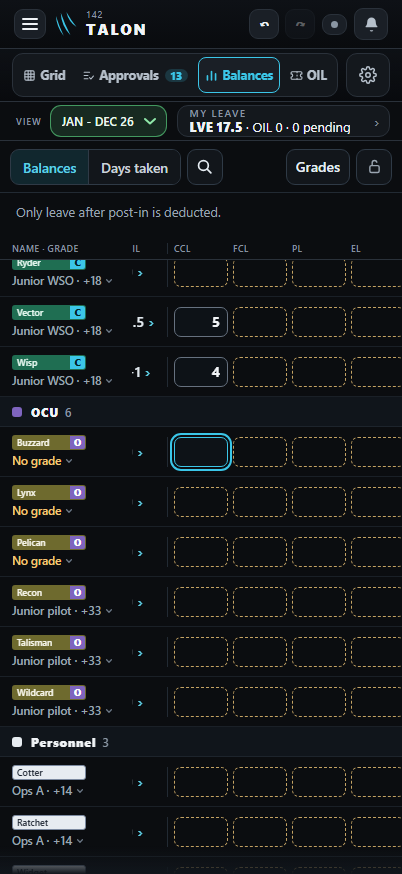 142
TALON
Grid
Approvals 13
Balances
OIL
VIEW
JAN - DEC 26
MY LEAVE
LVE 17.5 · OIL 0 · 0 pending
Balances
Days taken
Grades
Only leave after post-in is deducted.
NAME · GRADE
IL
CCL
FCL
PL
EL
Ryder C
Junior WSO · +18
Vector C
Junior WSO · +18
.5
5
Wisp C
Junior WSO · +18
·1
4
OCU 6
Buzzard O
No grade
Lynx O
No grade
Pelican O
No grade
Recon O
Junior pilot · +33
Talisman O
Junior pilot · +33
Wildcard O
Junior pilot · +33
Personnel 3
Cotter
Ops A · +14
Ratchet
Ops A · +14